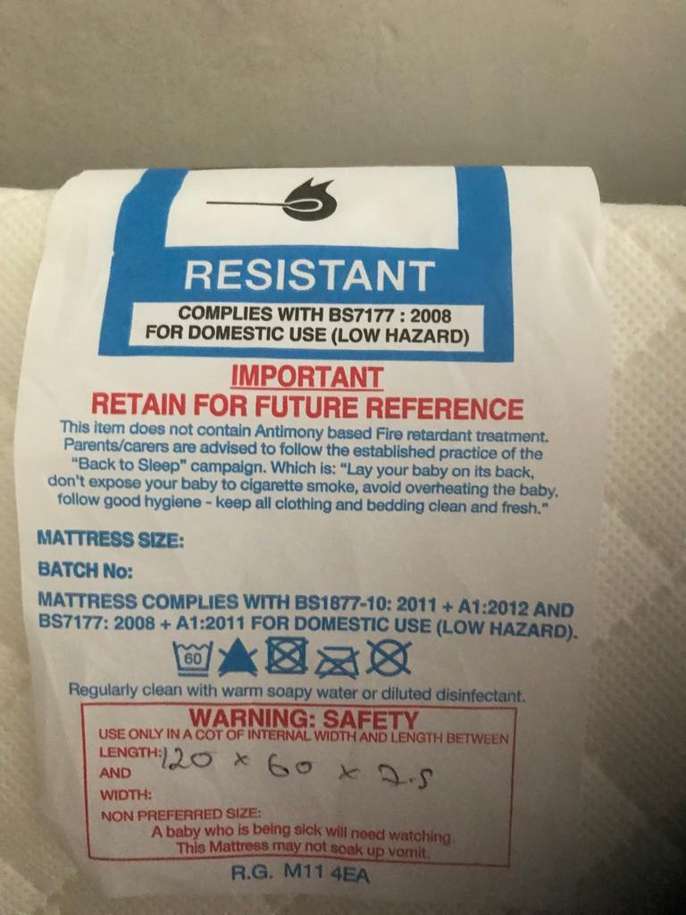 RESISTANT
COMPLIES WITH BS7177 : 2008
FOR DOMESTIC USE (LOW HAZARD)
IMPORTANT
RETAIN FOR FUTURE REFERENCE
This item does not contain Antimony based Fire retardant treatment.
Parents/carers are advised to follow the established practice of the
"Back to Sleep" campaign. Which is: "Lay your baby on its back,
don't expose your baby to cigarette smoke, avoid overheating the baby,
follow good hygiene - keep all clothing and bedding clean and fresh."
MATTRESS SIZE:
BATCH No:
MATTRESS COMPLIES WITH BS1877-10: 2011 + A1:2012 AND
BS7177: 2008 + A1:2011 FOR DOMESTIC USE (LOW HAZARD).
60
Regularly clean with warm soapy water or diluted disinfectant.
WARNING: SAFETY
USE ONLY IN A COT OF INTERNAL WIDTH AND LENGTH BETWEEN
LENGTH: 120 x 60 x 7.5
AND
WIDTH:
NON PREFERRED SIZE:
A baby who is being sick will need watching.
This Mattress may not soak up vomit.
R.G. M11 4EA